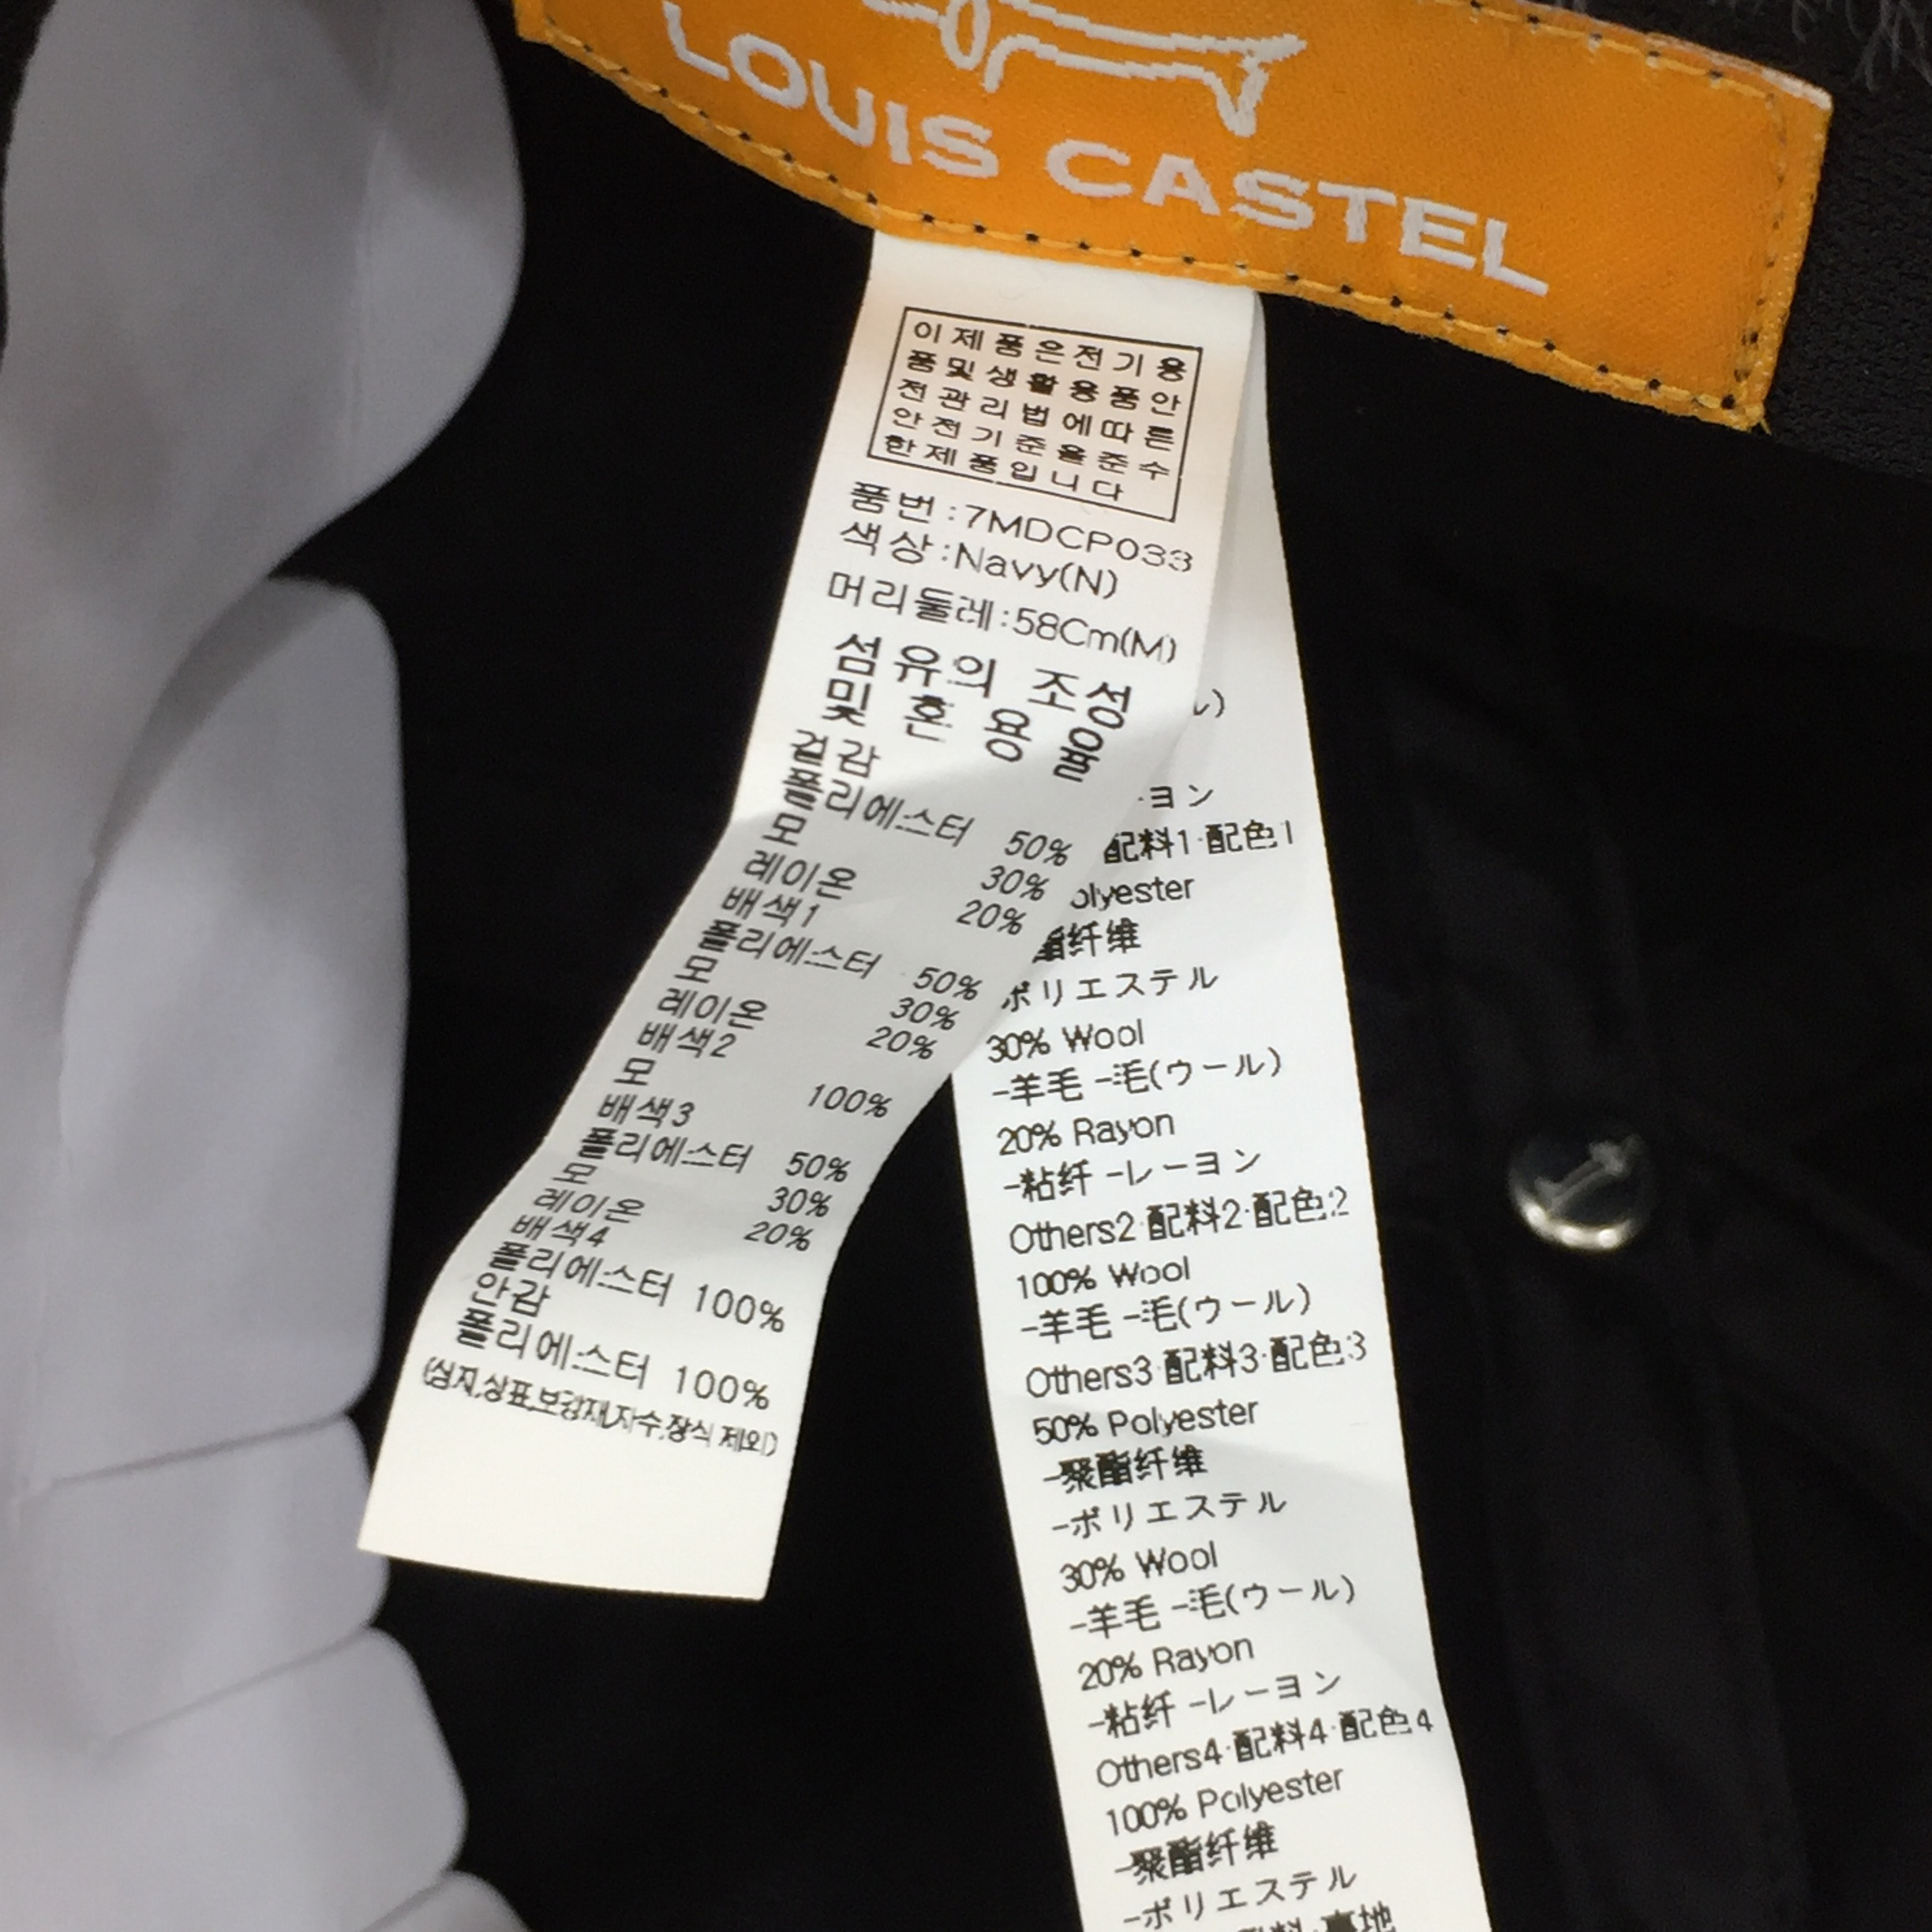 LOUIS CASTEL
이 제 품 은 전 기 용
품 및 생 활 용 품 안
전 관 리 법 에 따 른
안 전 기 준 을 준 수
한 제 품 입 니 다
품번:7MDCP033
색상:Navy(N)
머리둘레:58Cm(M)
섬유의 조성
및 혼 용 율
겉감
폴리에스터 50%
모 30%
레이온 20%
배색1
폴리에스터 50%
모 30%
레이온 20%
배색2
모 100%
배색3
폴리에스터 50%
모 30%
레이온 20%
배색4
폴리에스터 100%
안감
폴리에스터 100%
(심지,상표,보강재,자수,장식 제외)
ル)
ヨン
配料1·配色1
olyester
酯纤维
ポリエステル
30% Wool
-羊毛 -毛(ウール)
20% Rayon
-粘纤 -レーヨン
Others2·配料2·配色2
100% Wool
-羊毛 -毛(ウール)
Others3·配料3·配色3
50% Polyester
-聚酯纤维
-ポリエステル
30% Wool
-羊毛 -毛(ウール)
20% Rayon
-粘纤 -レーヨン
Others4·配料4·配色4
100% Polyester
-聚酯纤维
-ポリエステル
料·裏地